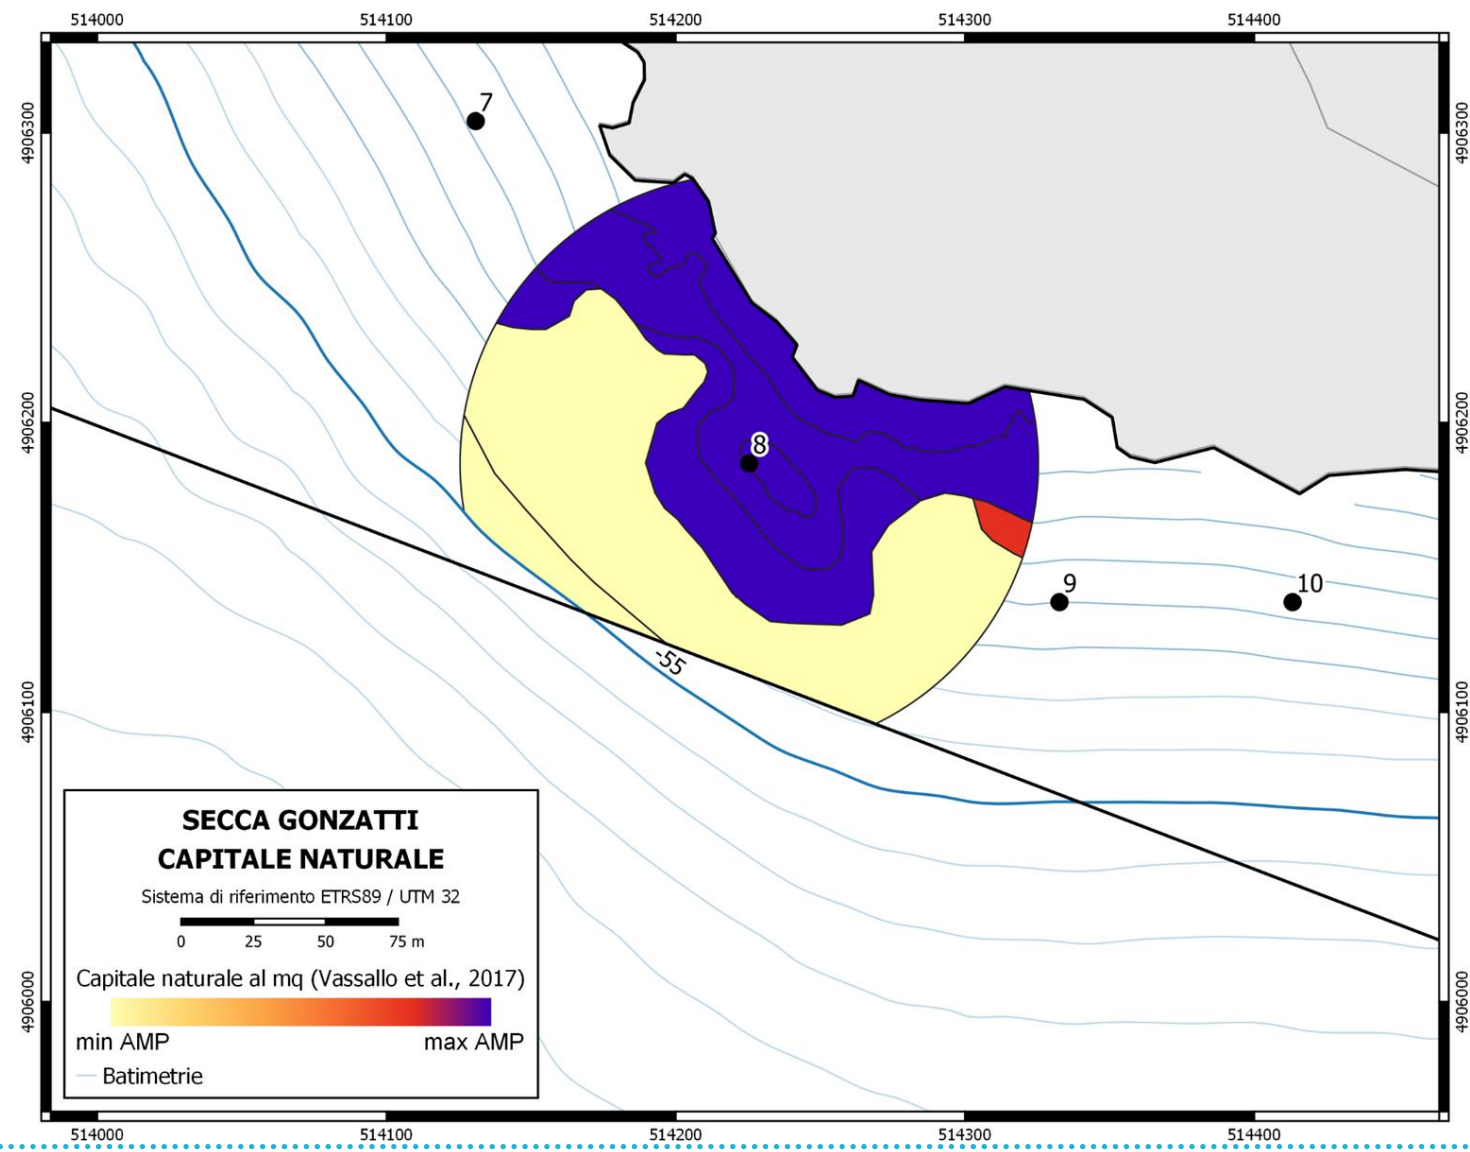 514000 514100 514200 514300 514400
4906300 4906300
7
4906200 4906200
8
9 10
-55
4906100 4906100
SECCA GONZATTI
CAPITALE NATURALE
Sistema di riferimento ETRS89 / UTM 32
0 25 50 75 m
Capitale naturale al mq (Vassallo et al., 2017)
min AMP max AMP
Batimetrie
4906000 4906000
514000 514100 514200 514300 514400